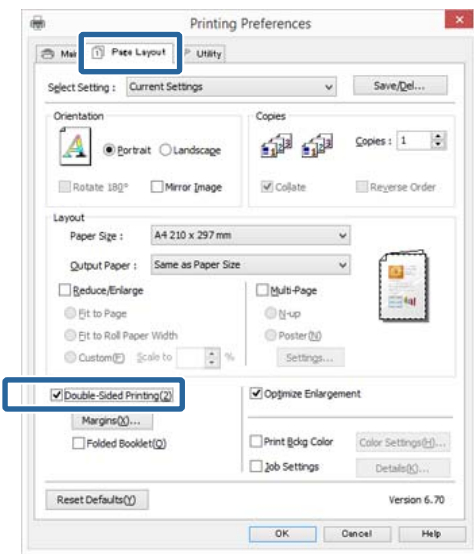 Printing Preferences
Main Page Layout Utility
Select Setting : Current Settings Save/Del...
Orientation Copies
Portrait Landscape Copies : 1
Rotate 180° Mirror Image Collate Reverse Order
Layout
Paper Size : A4 210 x 297 mm
Output Paper : Same as Paper Size
Reduce/Enlarge Multi-Page
Fit to Page N-up
Fit to Roll Paper Width Poster(N)
Custom(F) Scale to % Settings...
Double-Sided Printing(2) Optimize Enlargement
Margins(X)...
Folded Booklet(Q) Print Bckg Color Color Settings(H)...
Job Settings Details(K)...
Reset Defaults(Y) Version 6.70
OK Cancel Help